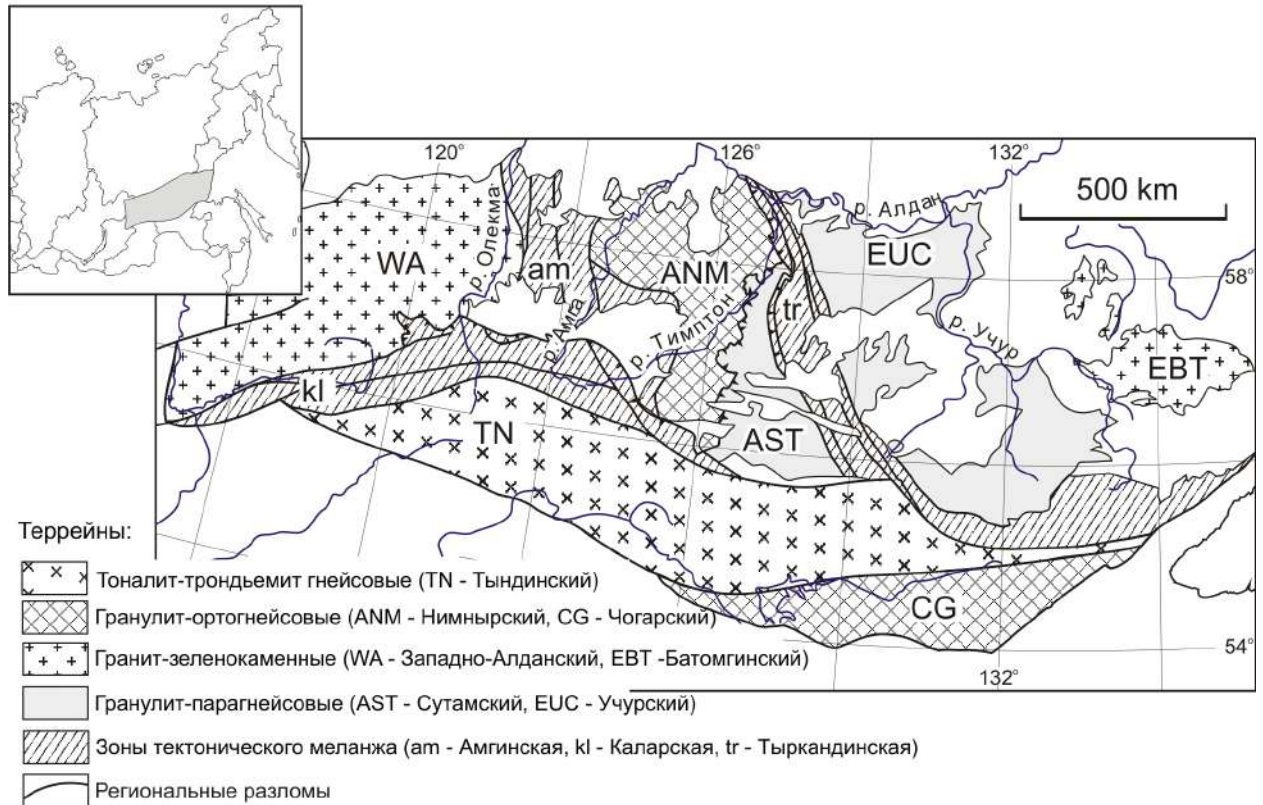 120°
126°
132°
500 km
р. Алдан
р. Олекма
WA
am
ANM
EUC
58°
tr
р. Амга
р. Тимптон
р. Учур
EBT
kl
TN
AST
CG
54°
132°
Террейны:
Тоналит-трондьемит гнейсовые (TN - Тындинский)
Гранулит-ортогнейсовые (ANM - Нимнырский, CG - Чогарский)
Гранит-зеленокаменные (WA - Западно-Алданский, EBT -Батомгинский)
Гранулит-парагнейсовые (AST - Сутамский, EUC - Учурский)
Зоны тектонического меланжа (am - Амгинская, kl - Каларская, tr - Тыркандинская)
Региональные разломы